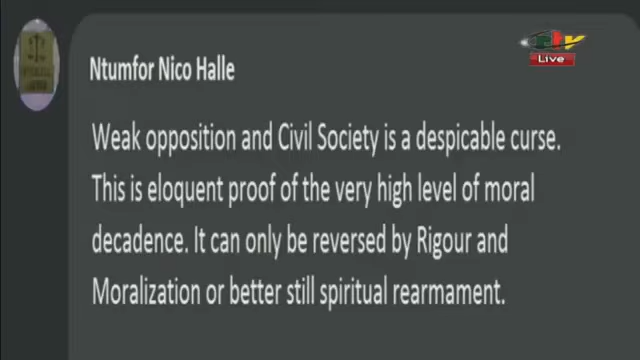 Ntumfor Nico Halle
Live
Weak opposition and Civil Society is a despicable curse.
This is eloquent proof of the very high level of moral
decadence. It can only be reversed by Rigour and
Moralization or better still spiritual rearmament.